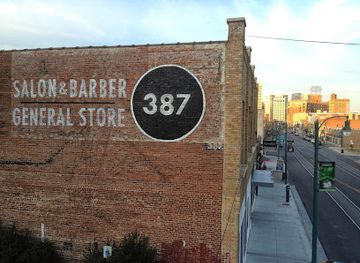 SALON & BARBER
GENERAL STORE
387